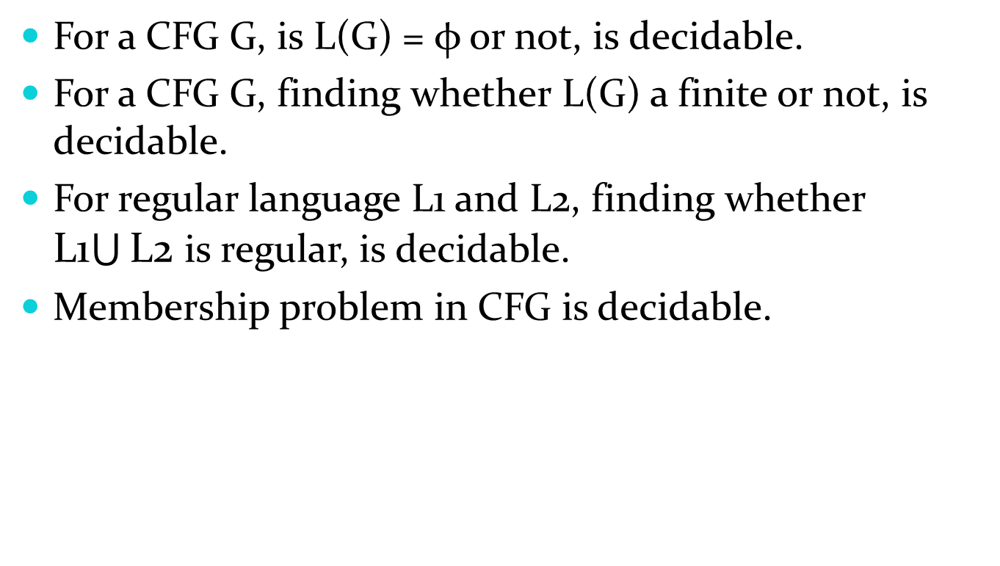 • For a CFG G, is L(G) = ϕ or not, is decidable.
• For a CFG G, finding whether L(G) a finite or not, is
decidable.
• For regular language L1 and L2, finding whether
L1⋃ L2 is regular, is decidable.
• Membership problem in CFG is decidable.